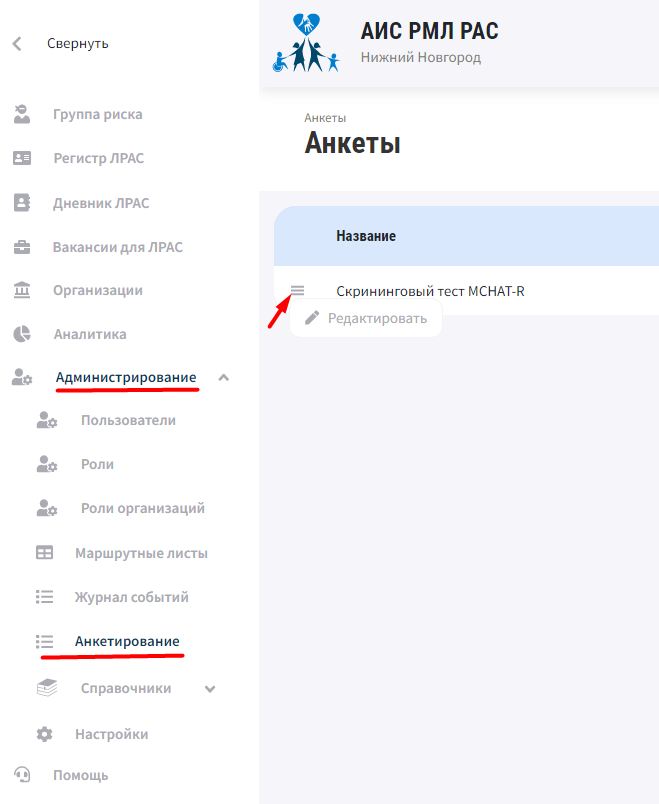 Свернуть
Группа риска
Регистр ЛРАС
Дневник ЛРАС
Вакансии для ЛРАС
Организации
Аналитика
Администрирование
Пользователи
Роли
Роли организаций
Маршрутные листы
Журнал событий
Анкетирование
Справочники
Настройки
Помощь
АИС РМЛ РАС
Нижний Новгород
Анкеты
Анкеты
Название
Скрининговый тест MCHAT-R
Редактировать